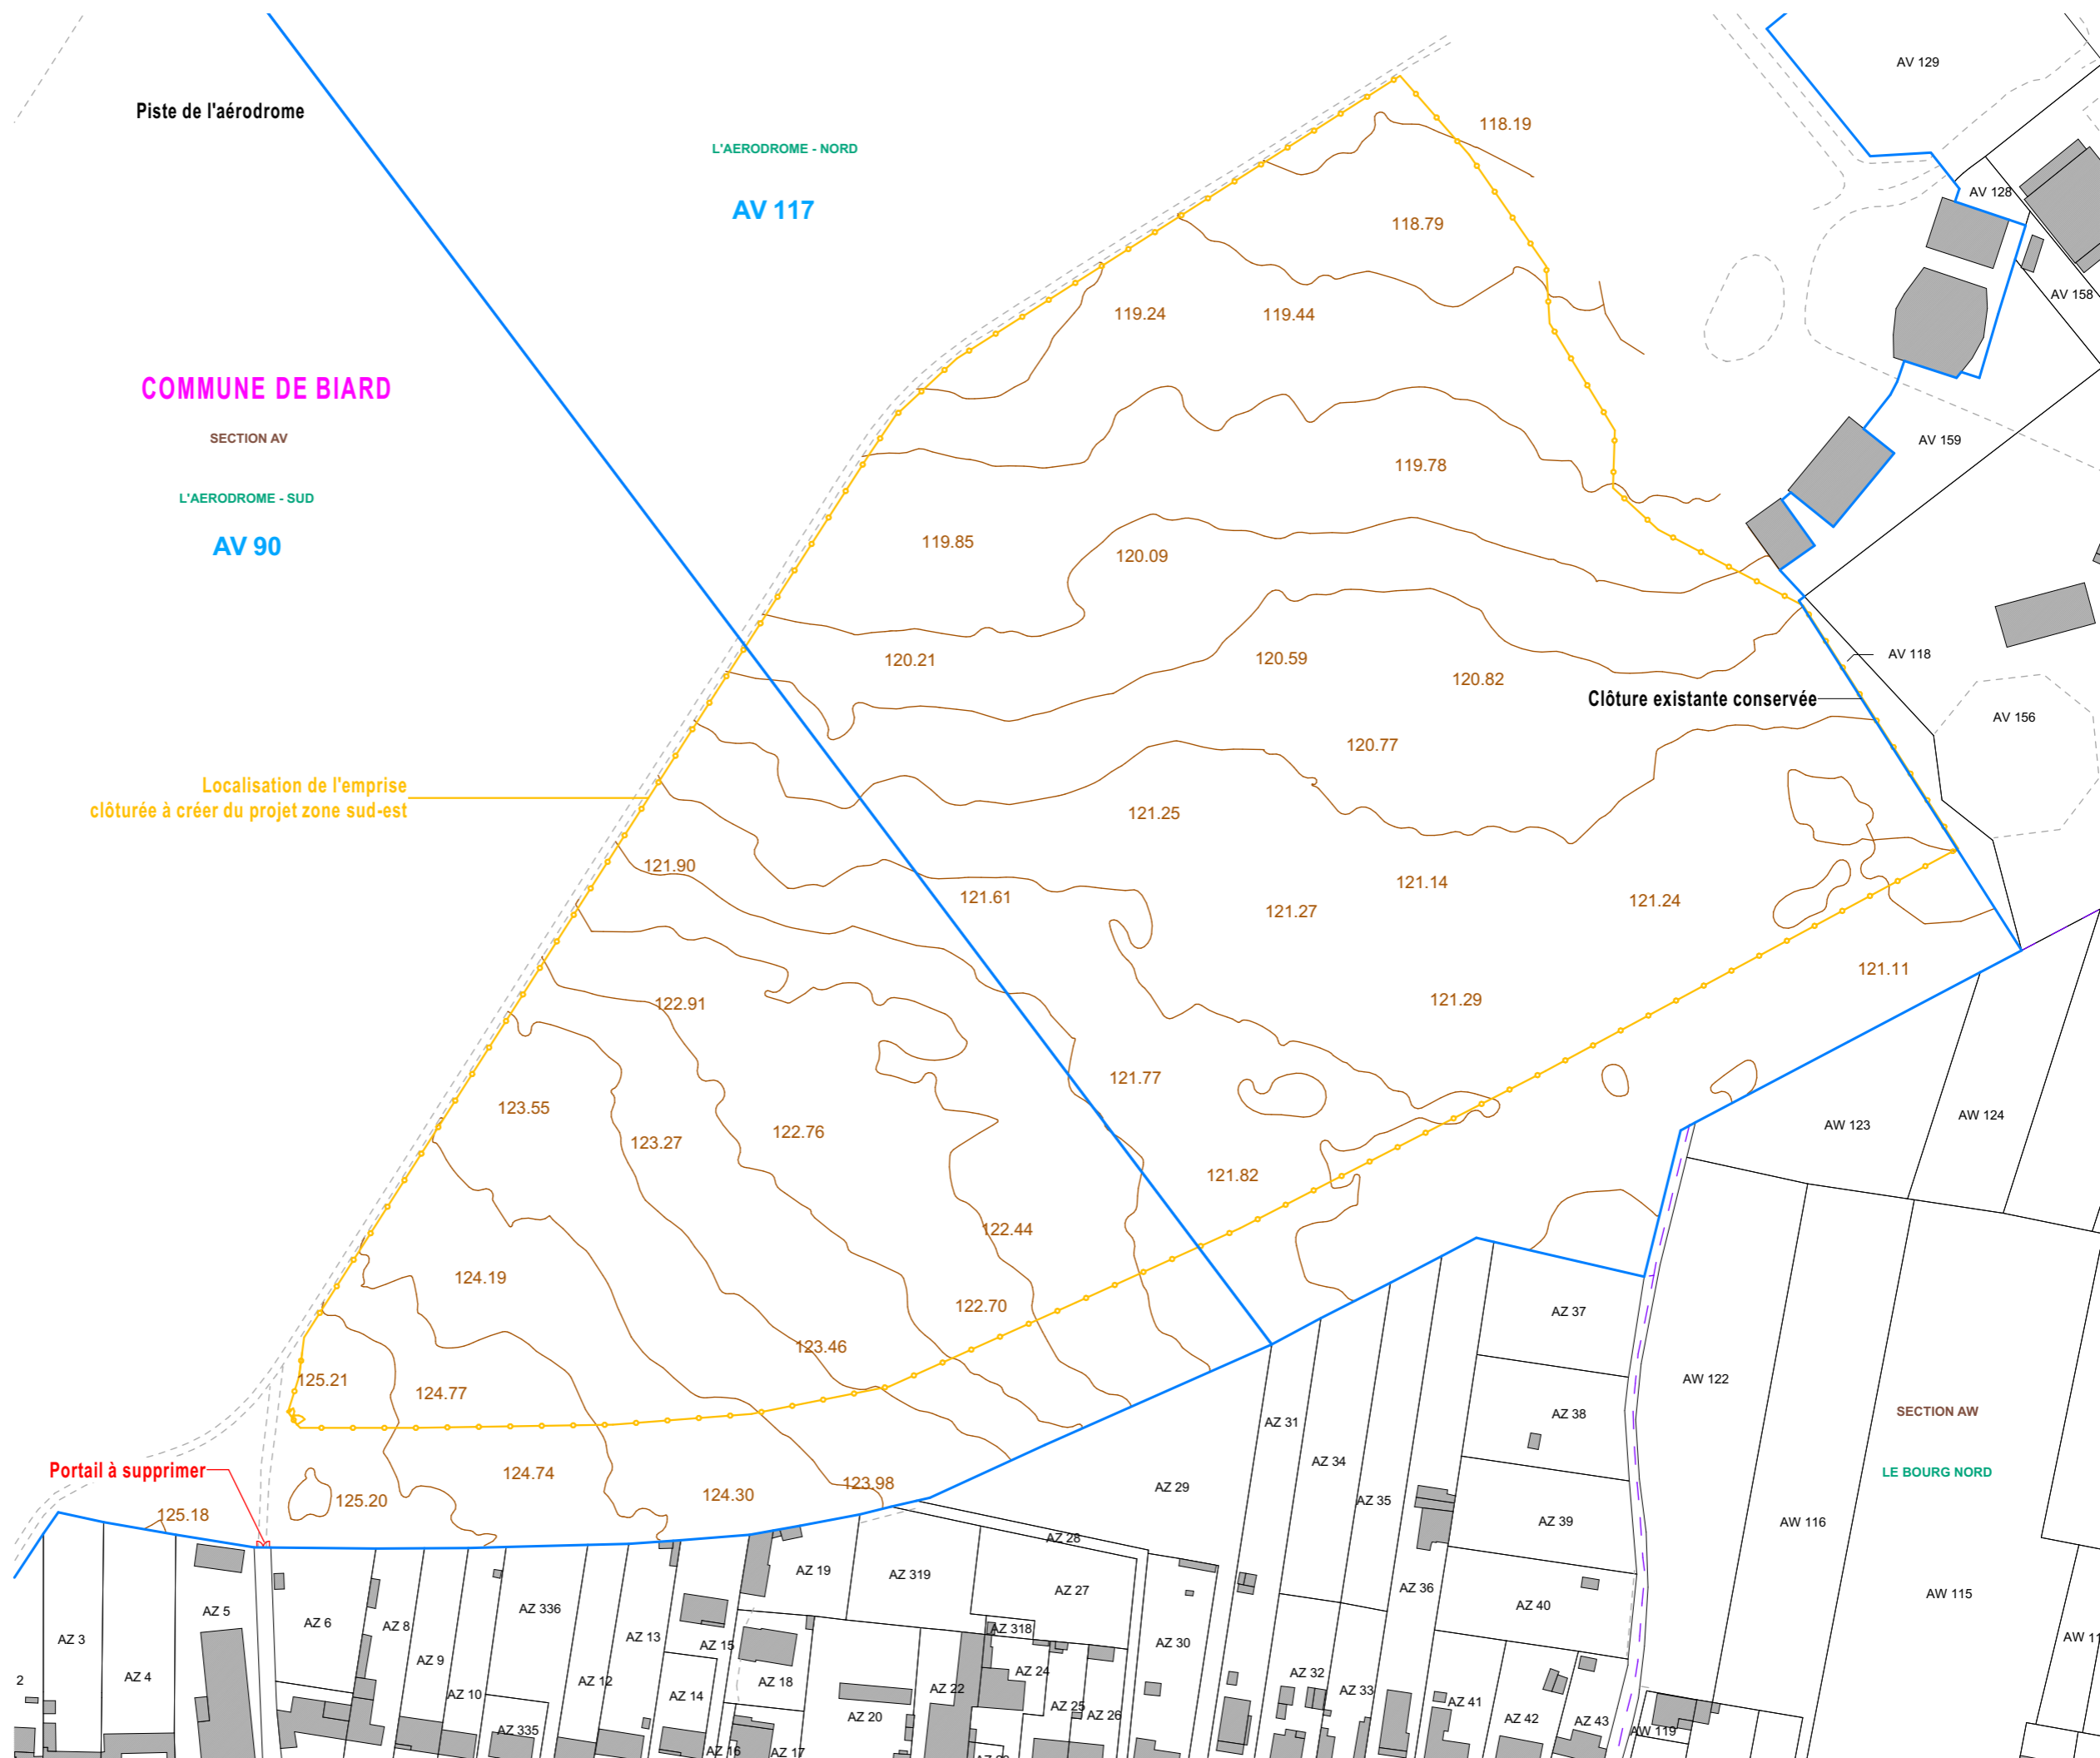 AV 129
Piste de l'aérodrome
118.19
L'AERODROME - NORD
AV 128
AV 117
118.79
AV 158
119.24
119.44
COMMUNE DE BIARD
SECTION AV
AV 159
119.78
L'AERODROME - SUD
AV 90
119.85
120.09
120.21
120.59
120.82
AV 118
Clôture existante conservée
AV 156
120.77
Localisation de l'emprise
clôturée à créer du projet zone sud-est
121.25
121.90
121.61
121.14
121.27
121.24
121.11
122.91
121.29
121.77
123.55
123.27
122.76
AW 123
AW 124
121.82
122.44
124.19
122.70
AZ 37
123.46
125.21
124.77
AW 122
AZ 31
AZ 38
SECTION AW
AZ 34
Portail à supprimer
124.74
LE BOURG NORD
123.98
AZ 29
124.30
125.20
AZ 35
125.18
AZ 39
AW 116
AZ 28
AZ 19
AZ 319
AZ 27
AZ 36
AW 115
AZ 5
AZ 6
AZ 8
AZ 336
AZ 40
AZ 3
AZ 13
AZ 318
AZ 15
AZ 30
AW 11
AZ 4
AZ 9
2
AZ 12
AZ 18
AZ 24
AZ 32
AZ 10
AZ 14
AZ 22
AZ 33
AZ 25
AZ 26
AZ 41
AZ 335
AZ 20
AZ 42
AZ 43
AW 119
AZ 16
AZ 17